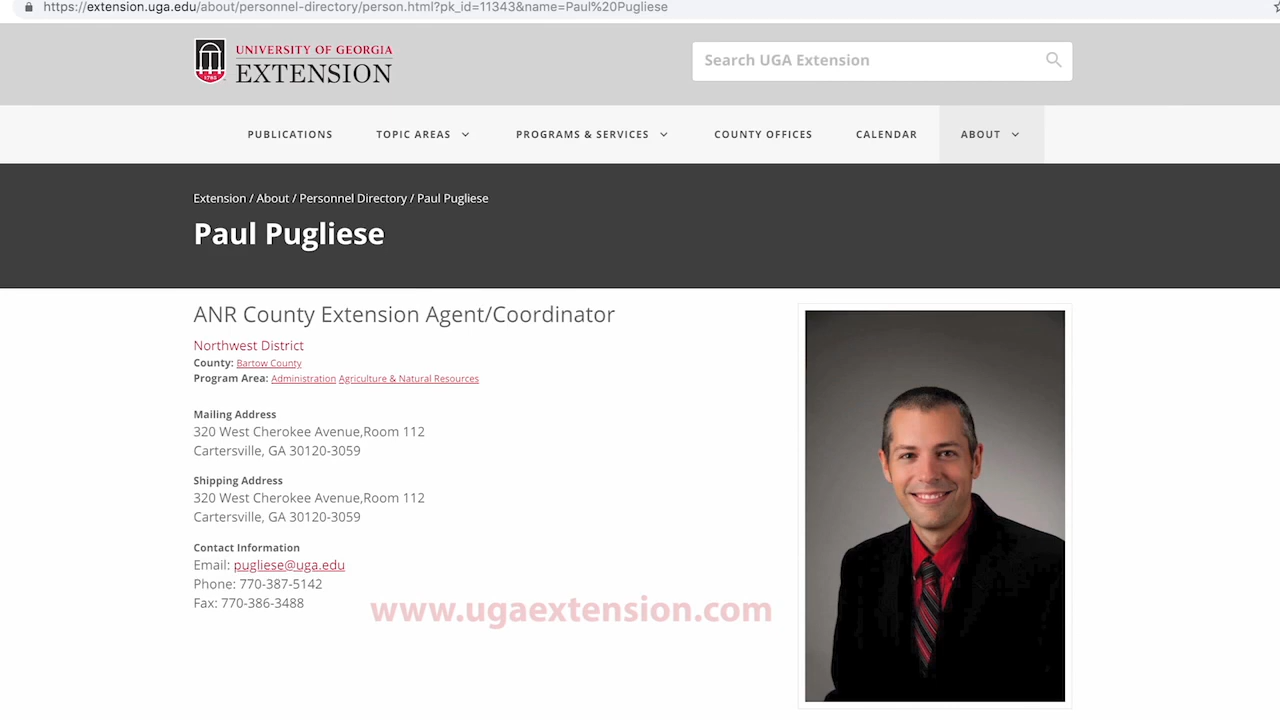 https://extension.uga.edu/about/personnel-directory/person.html?pk_id=11343&name=Paul%20Pugliese
UNIVERSITY OF GEORGIA
EXTENSION
1785
Search UGA Extension
PUBLICATIONS
TOPIC AREAS
PROGRAMS & SERVICES
COUNTY OFFICES
CALENDAR
ABOUT
Extension / About / Personnel Directory / Paul Pugliese
Paul Pugliese
ANR County Extension Agent/Coordinator
Northwest District
County: Bartow County
Program Area: Administration Agriculture & Natural Resources
Mailing Address
320 West Cherokee Avenue,Room 112
Cartersville, GA 30120-3059
Shipping Address
320 West Cherokee Avenue,Room 112
Cartersville, GA 30120-3059
Contact Information
Email: pugliese@uga.edu
Phone: 770-387-5142
Fax: 770-386-3488
www.ugaextension.com